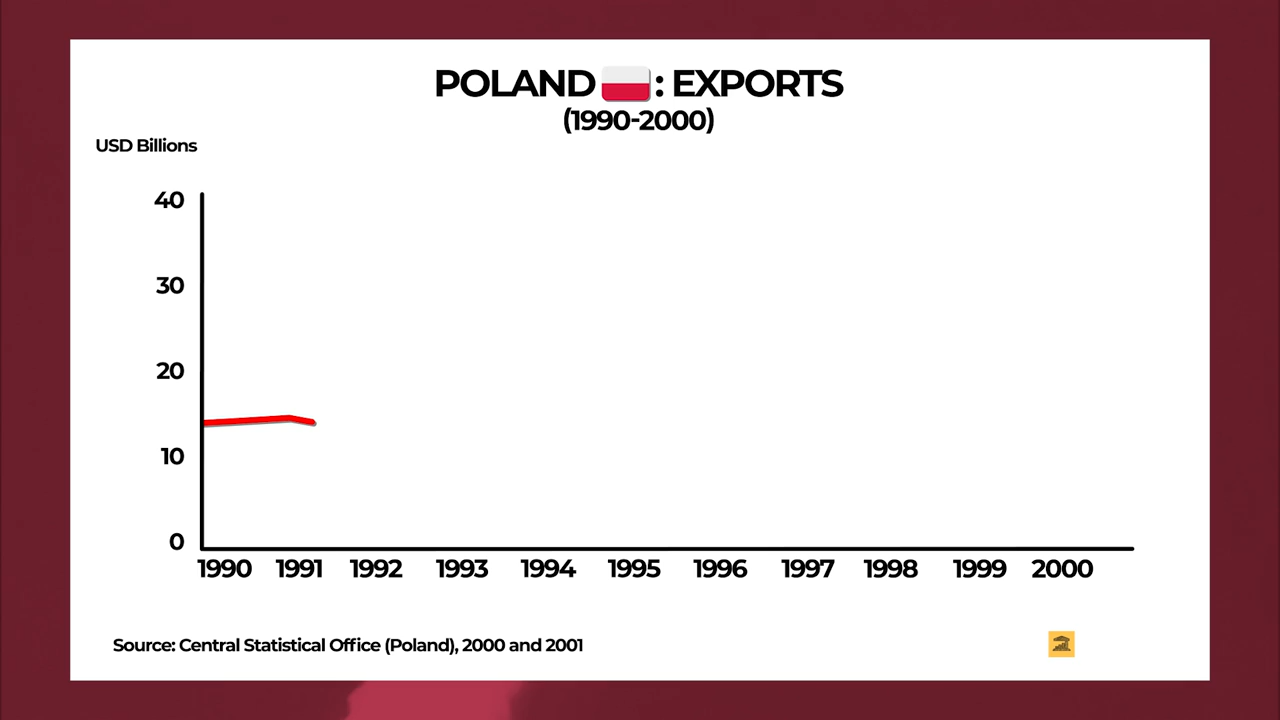 POLAND : EXPORTS
(1990-2000)
USD Billions
40
30
20
10
0
1990 1991 1992 1993 1994 1995 1996 1997 1998 1999 2000
Source: Central Statistical Office (Poland), 2000 and 2001